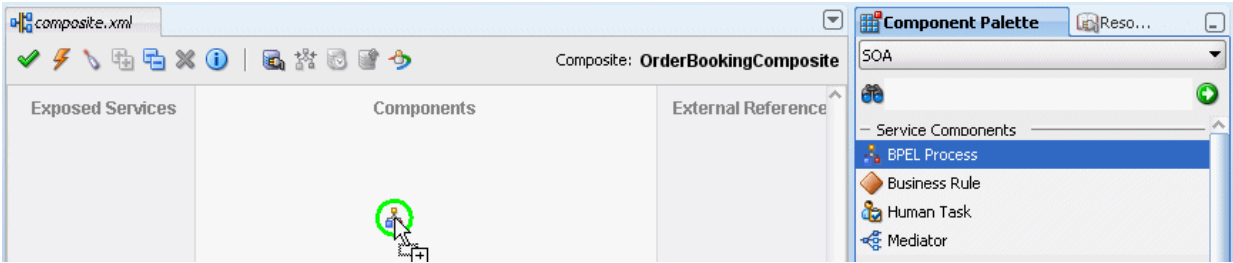 composite.xml
Composite: OrderBookingComposite
Exposed Services
Components
External Reference
Component Palette
Reso...
SOA
Service Components
BPEL Process
Business Rule
Human Task
Mediator